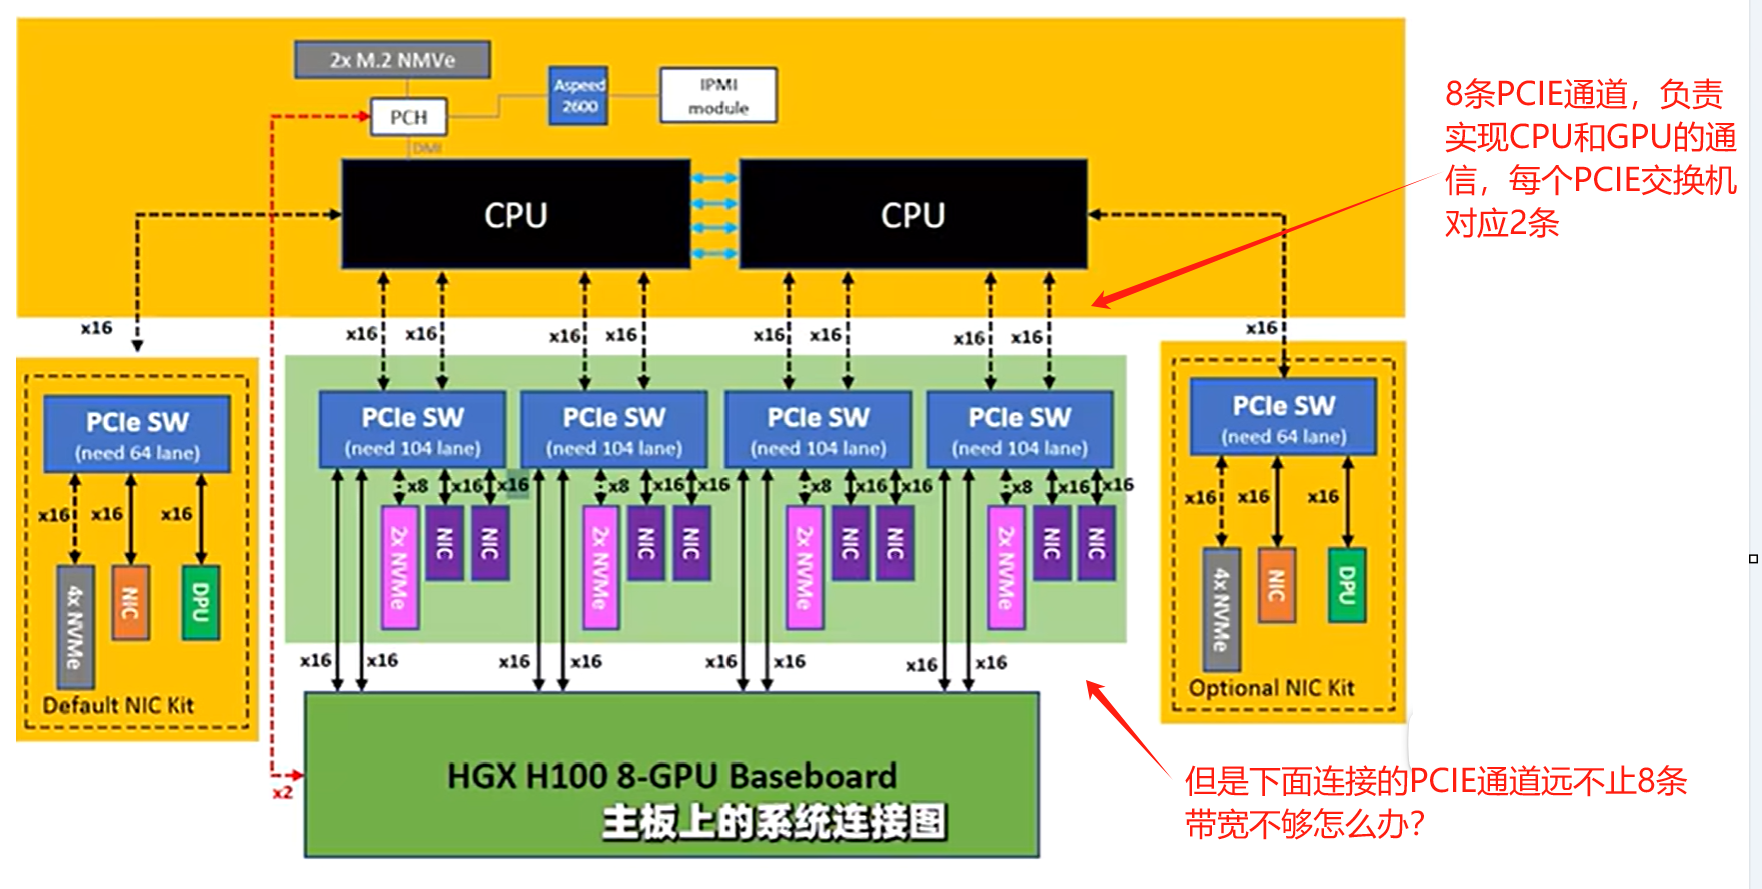 2x M.2 NMVe
Aspeed
2600
IPMI
module
PCH
DMI
8条PCIE通道，负责
实现CPU和GPU的通
信，每个PCIE交换机
对应2条
CPU
CPU
x16
x16
x16
x16
x16
x16
x16
x16
x16
x16
PCIe SW
(need 64 lane)
PCIe SW
(need 104 lane)
PCIe SW
(need 104 lane)
PCIe SW
(need 104 lane)
PCIe SW
(need 104 lane)
PCIe SW
(need 64 lane)
x16
x16
x16
x8
x16
x16
x8
x16
x16
x8
x16
x16
x8
x16
x16
x16
x16
x16
4x NVMe
NIC
DPU
2x NVMe
NIC
NIC
2x NVMe
NIC
NIC
2x NVMe
NIC
NIC
2x NVMe
NIC
NIC
4x NVMe
NIC
DPU
Default NIC Kit
Optional NIC Kit
x16
x16
x16
x16
x16
x16
x16
x16
x2
HGX H100 8-GPU Baseboard
主板上的系统连接图
但是下面连接的PCIE通道远不止8条
带宽不够怎么办？